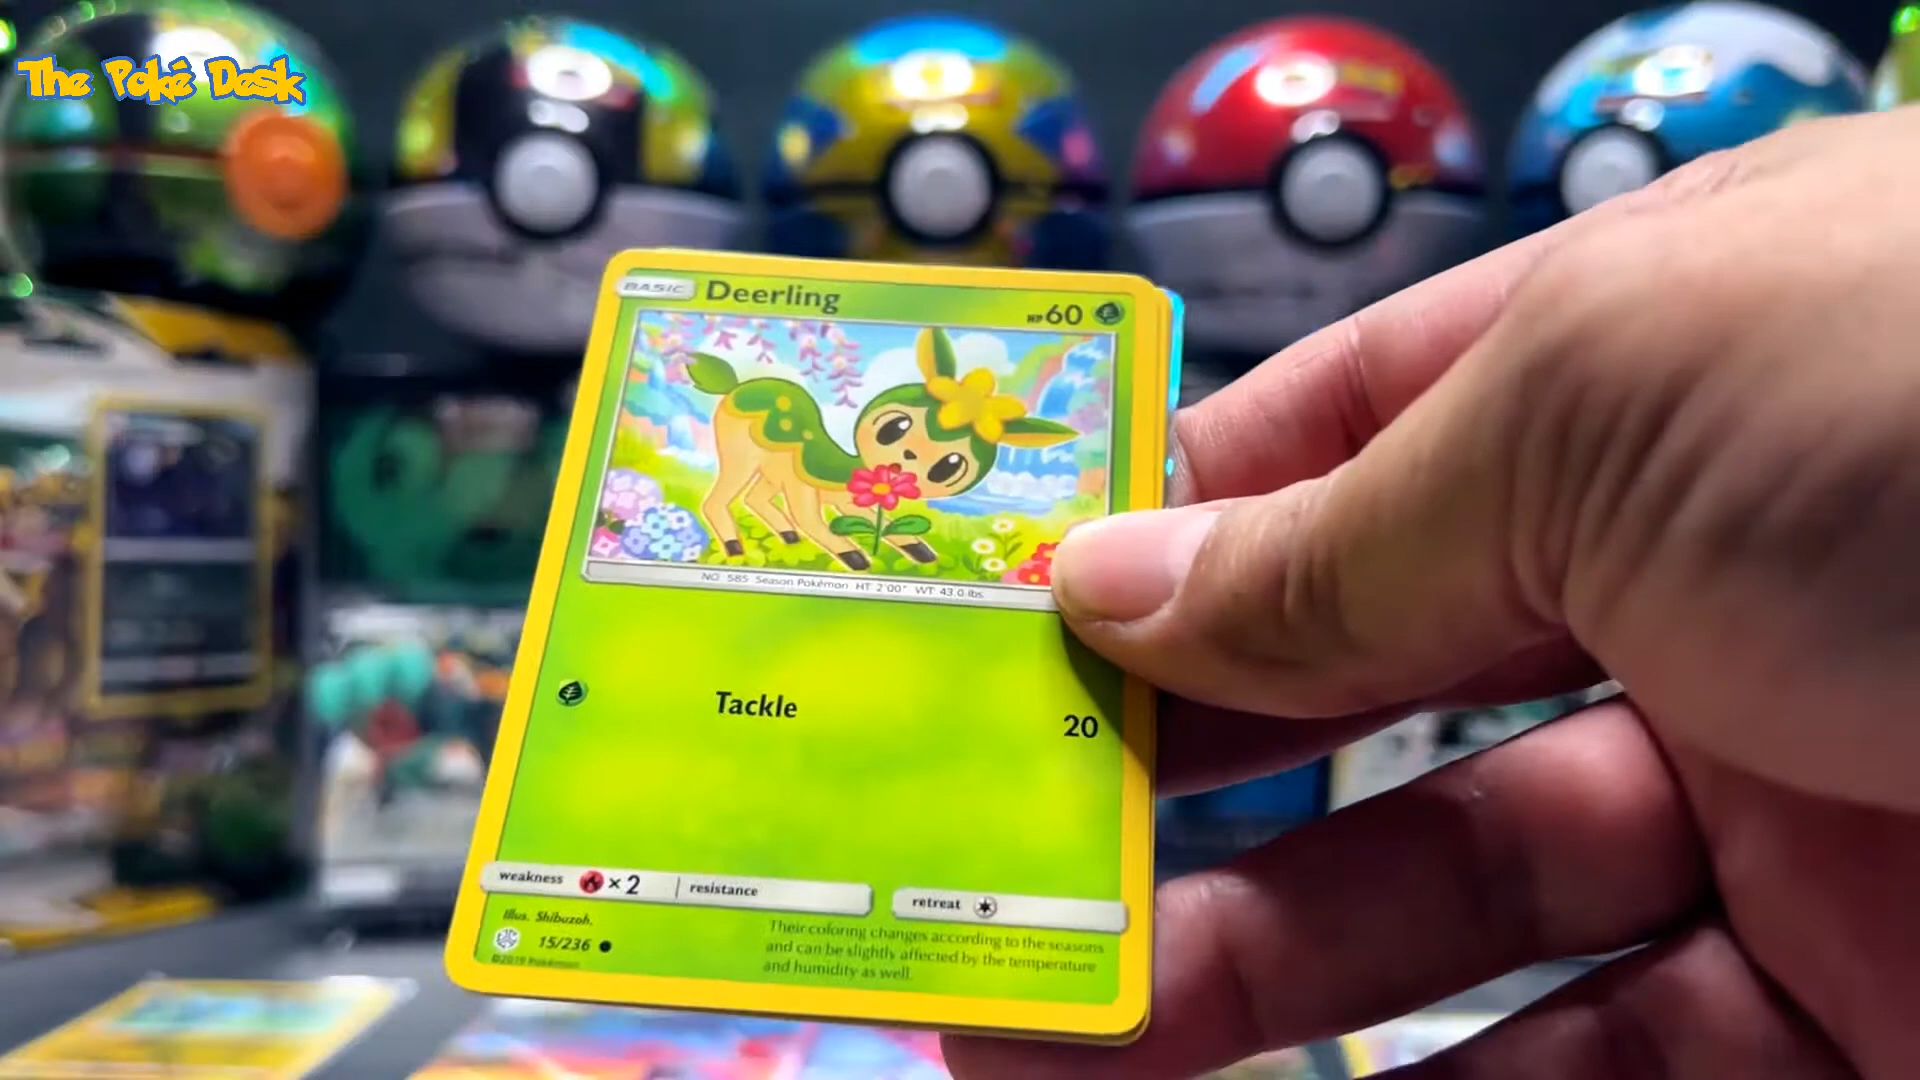 The Poké Desk
BASIC Deerling HP 60
NO. 585 Season Pokémon HT 2'00" WT 43.0 lbs.
Tackle 20
weakness × 2 resistance retreat
Illus. Shibuzoh.
15/236
©2019 Pokémon
Their coloring changes according to the seasons
and can be slightly affected by the temperature
and humidity as well.